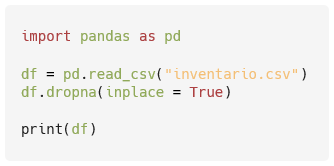 import pandas as pd
df = pd.read_csv("inventario.csv")
df.dropna(inplace = True)
print(df)